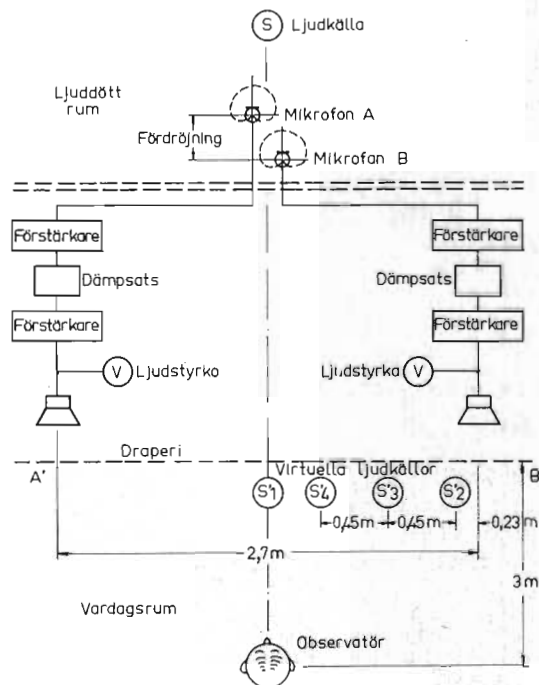 S Ljudkälla
Ljuddött
rum
Mikrofon A
Fördröjning
Mikrofon B
Förstärkare
Förstärkare
Dämpsats
Dämpsats
Förstärkare
Förstärkare
V Ljudstyrka
Ljudstyrka V
Draperi
Virtuella ljudkällor
A' B'
S'1 S'4 S'3 S'2
0,45m 0,45m 0,23m
2,7m
3m
Vardagsrum
Observatör